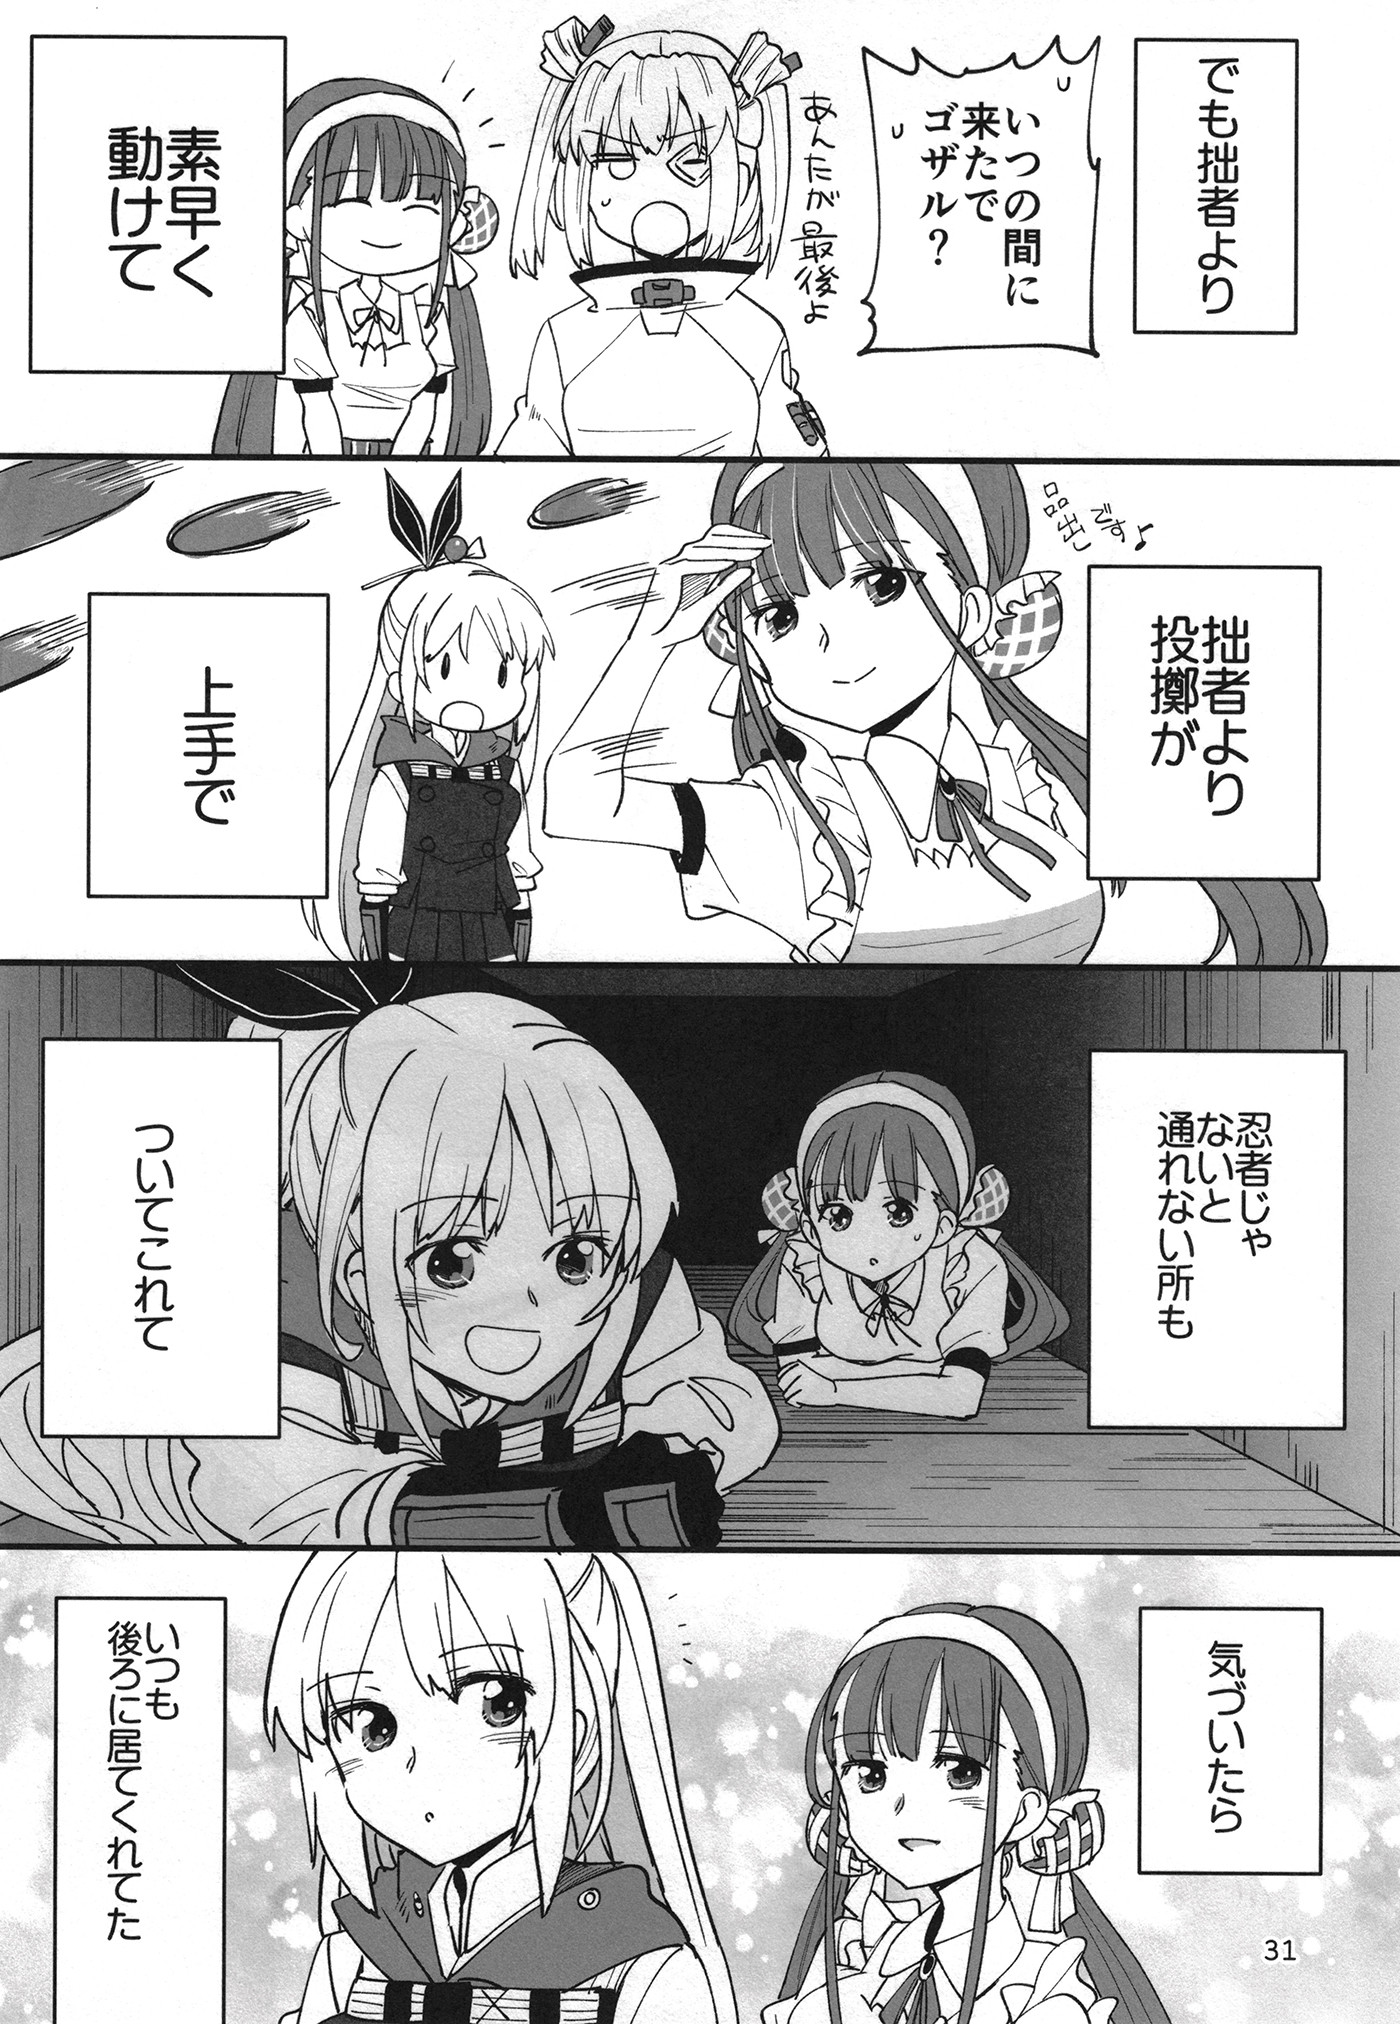 でも拙者より
いつの間に
来たで
ゴザル?
あんたが最後よ
素早く
動けて
品出し
です♪
拙者より
投擲が
上手で
忍者じゃ
ないと
通れない所も
ついてこれて
気づいたら
いつも
後ろに居てくれてた
31